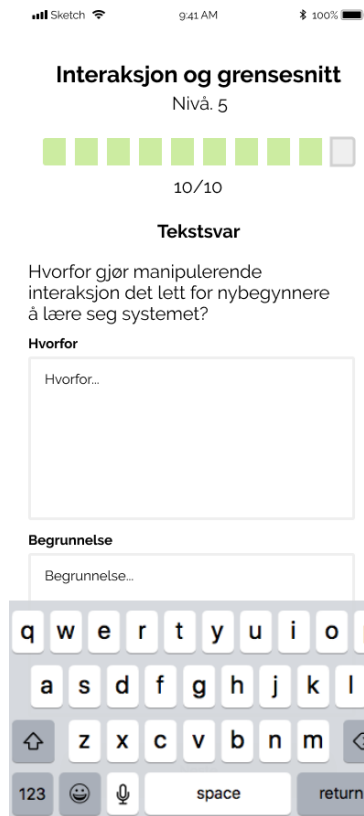 Sketch 9:41 AM 100%
Interaksjon og grensesnitt
Nivå. 5
10/10
Tekstsvar
Hvorfor gjør manipulerende
interaksjon det lett for nybegynnere
å lære seg systemet?
Hvorfor
Hvorfor...
Begrunnelse
Begrunnelse...
q w e r t y u i o
a s d f g h j k l
z x c v b n m
123 space return